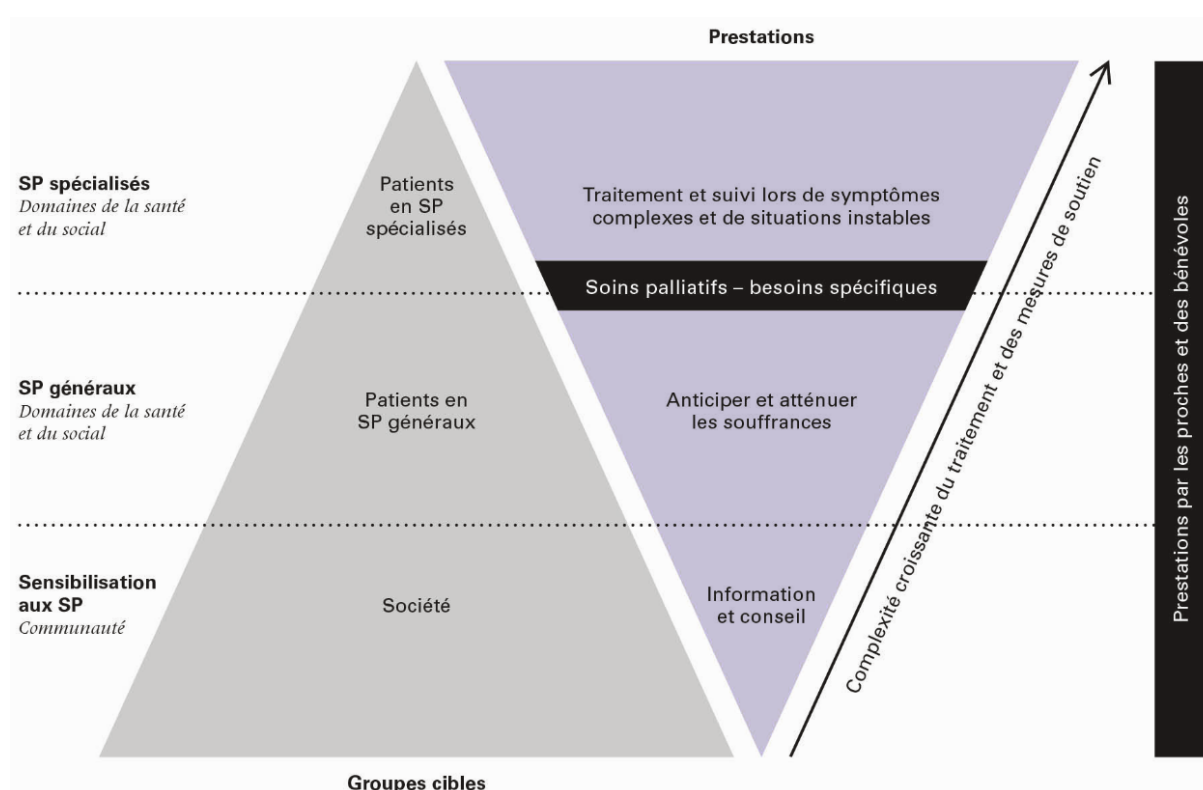 Prestations
SP spécialisés
Domaines de la santé
et du social
Patients
en SP
spécialisés
Traitement et suivi lors de symptômes
complexes et de situations instables
Soins palliatifs – besoins spécifiques
SP généraux
Domaines de la santé
et du social
Patients en
SP généraux
Anticiper et atténuer
les souffrances
Sensibilisation
aux SP
Communauté
Société
Information
et conseil
Complexité croissante du traitement et des mesures de soutien
Prestations par les proches et des bénévoles
Groupes cibles